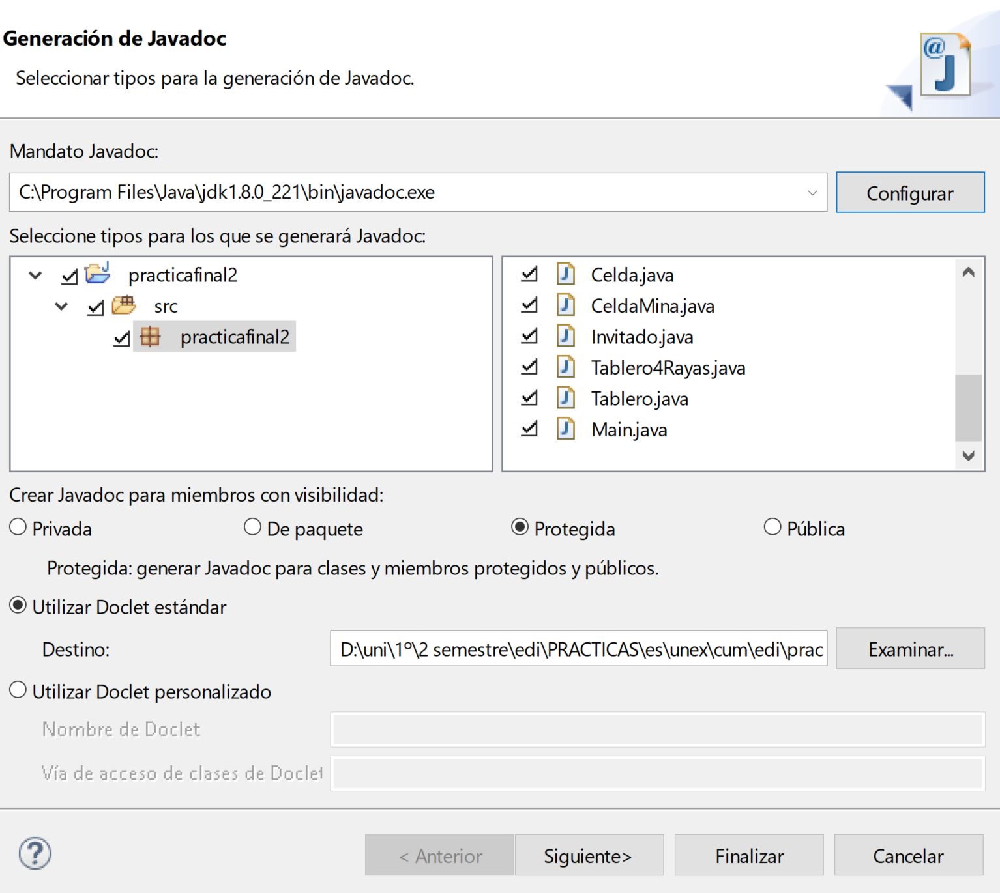 Generación de Javadoc
Seleccionar tipos para la generación de Javadoc.
@
J
Mandato Javadoc:
C:\Program Files\Java\jdk1.8.0_221\bin\javadoc.exe
Configurar
Seleccione tipos para los que se generará Javadoc:
practicafinal2
src
practicafinal2
Celda.java
CeldaMina.java
Invitado.java
Tablero4Rayas.java
Tablero.java
Main.java
Crear Javadoc para miembros con visibilidad:
Privada De paquete Protegida Pública
Protegida: generar Javadoc para clases y miembros protegidos y públicos.
Utilizar Doclet estándar
Destino: D:\uni\1º\2 semestre\edi\PRACTICAS\es\unex\cum\edi\prac Examinar...
Utilizar Doclet personalizado
Nombre de Doclet
Vía de acceso de clases de Doclet
? < Anterior Siguiente> Finalizar Cancelar